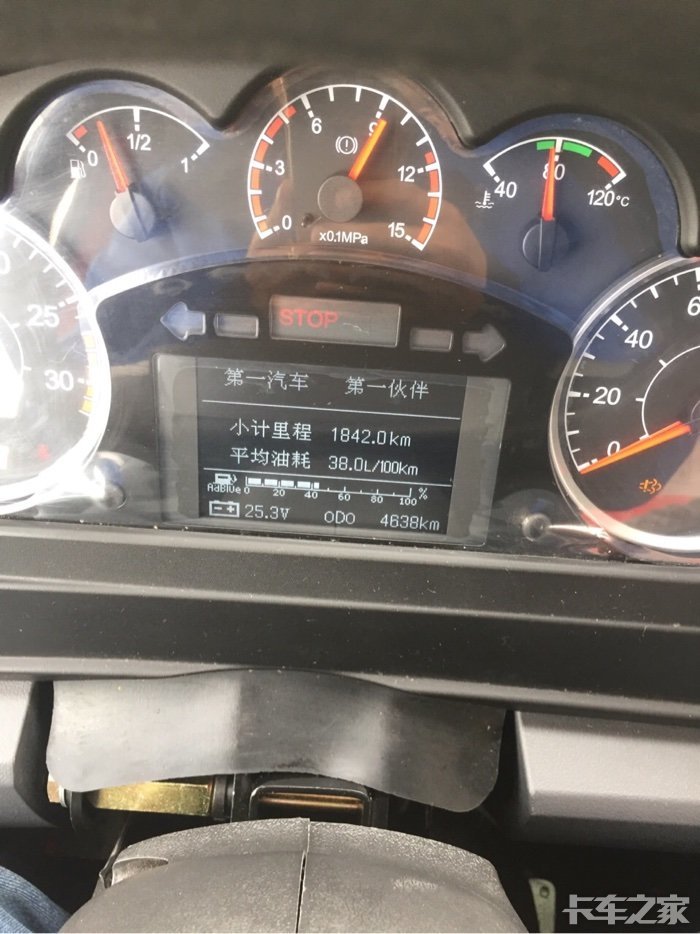 0 1/2 1
0 3 6 9 12 15
x0.1MPa
40 80 120°C
25
30
STOP
0 20 40 6
第一汽车 第一伙伴
小计里程 1842.0km
平均油耗 38.0L/100km
AdBlue 0 20 40 60 80 100 %
25.3V ODO 4638km
卡车之家